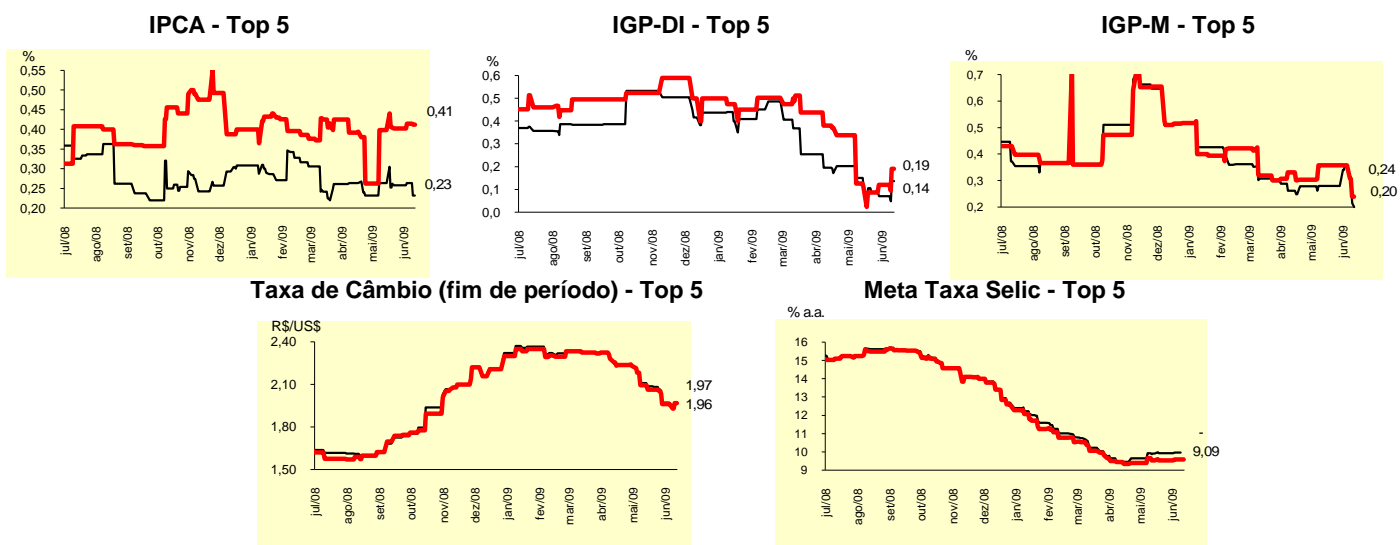 IPCA - Top 5
%
0,55
0,50
0,45
0,40
0,35
0,30
0,25
0,20
0,41
0,23
jul/08
ago/08
set/08
out/08
nov/08
dez/08
jan/09
fev/09
mar/09
abr/09
mai/09
jun/09
IGP-DI - Top 5
%
0,6
0,5
0,4
0,3
0,2
0,1
0,0
0,19
0,14
jul/08
ago/08
set/08
out/08
nov/08
dez/08
jan/09
fev/09
mar/09
abr/09
mai/09
jun/09
IGP-M - Top 5
%
0,7
0,6
0,5
0,4
0,3
0,2
0,24
0,20
jul/08
ago/08
set/08
out/08
nov/08
dez/08
jan/09
fev/09
mar/09
abr/09
mai/09
jun/09
Taxa de Câmbio (fim de período) - Top 5
R$/US$
2,40
2,10
1,80
1,50
1,97
1,96
jul/08
ago/08
set/08
out/08
nov/08
dez/08
jan/09
fev/09
mar/09
abr/09
mai/09
jun/09
Meta Taxa Selic - Top 5
% a.a.
16
15
14
13
12
11
10
9
-
9,09
jul/08
ago/08
set/08
out/08
nov/08
dez/08
jan/09
fev/09
mar/09
abr/09
mai/09
jun/09